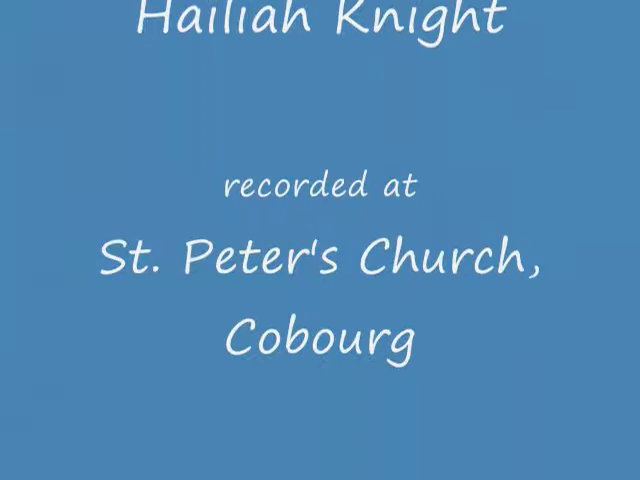 Hailiah Knight
recorded at
St. Peter's Church,
Cobourg